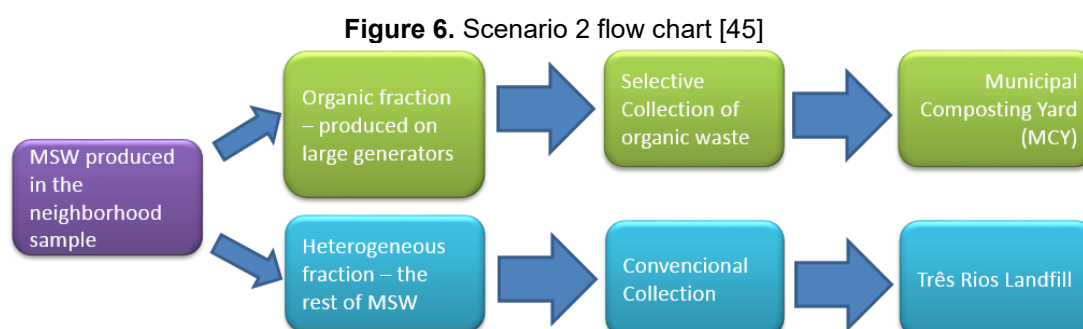 Figure 6. Scenario 2 flow chart [45]
MSW produced
in the
neighborhood
sample
Organic fraction
– produced on
large generators
Selective
Collection of
organic waste
Municipal
Composting Yard
(MCY)
Heterogeneous
fraction – the
rest of MSW
Convencional
Collection
Três Rios Landfill